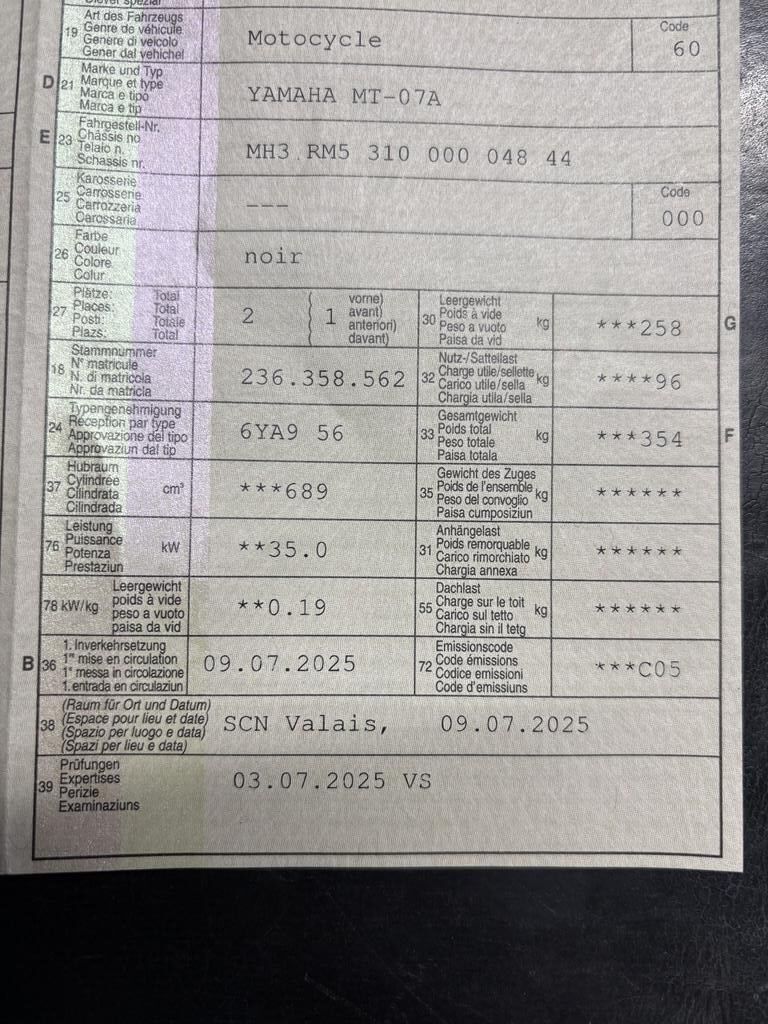 19 Art des Fahrzeugs
Genre de véhicule
Genere di veicolo
Gener dal vehichel
Motocycle
Code
60
D 21 Marke und Typ
Marque et type
Marca e tipo
Marca e tip
YAMAHA MT-07A
E 23 Fahrgestell-Nr.
Châssis no
Telaio n.
Schassis nr.
MH3 RM5 310 000 048 44
25 Karosserie
Carrosserie
Carrozzeria
Carossaria
---
Code
000
26 Farbe
Couleur
Colore
Colur
noir
27 Plätze: Total
Places: Total
Posti: Totale
Plazs: Total
2
1
vorne)
avant)
anteriori)
davant)
30 Leergewicht
Poids à vide
Peso a vuoto
Paisa da vid
kg
***258
G
18 Stammnummer
N° matricule
N. di matricola
Nr. da matricla
236.358.562
32 Nutz-/Sattellast
Charge utile/sellette
Carico utile/sella
Chargia utila/sella
kg
****96
24 Typengenehmigung
Réception par type
Approvazione del tipo
Approvaziun dal tip
6YA9 56
33 Gesamtgewicht
Poids total
Peso totale
Paisa totala
kg
***354
F
37 Hubraum
Cylindrée
Cilindrata
Cilindrada
cm³
***689
35 Gewicht des Zuges
Poids de l'ensemble
Peso del convoglio
Paisa cumposiziun
kg
******
76 Leistung
Puissance
Potenza
Prestaziun
kW
**35.0
31 Anhängelast
Poids remorquable
Carico rimorchiato
Chargia annexa
kg
******
78 kW/kg
Leergewicht
poids à vide
peso a vuoto
paisa da vid
**0.19
55 Dachlast
Charge sur le toit
Carico sul tetto
Chargia sin il tetg
kg
******
B 36 1. Inverkehrsetzung
1re mise en circulation
1a messa in circolazione
1. entrada en circulaziun
09.07.2025
72 Emissionscode
Code émissions
Codice emissioni
Code d'emissiuns
***C05
38 (Raum für Ort und Datum)
(Espace pour lieu et date)
(Spazio per luogo e data)
(Spazi per lieu e data)
SCN Valais, 09.07.2025
39 Prüfungen
Expertises
Perizie
Examinaziuns
03.07.2025 VS